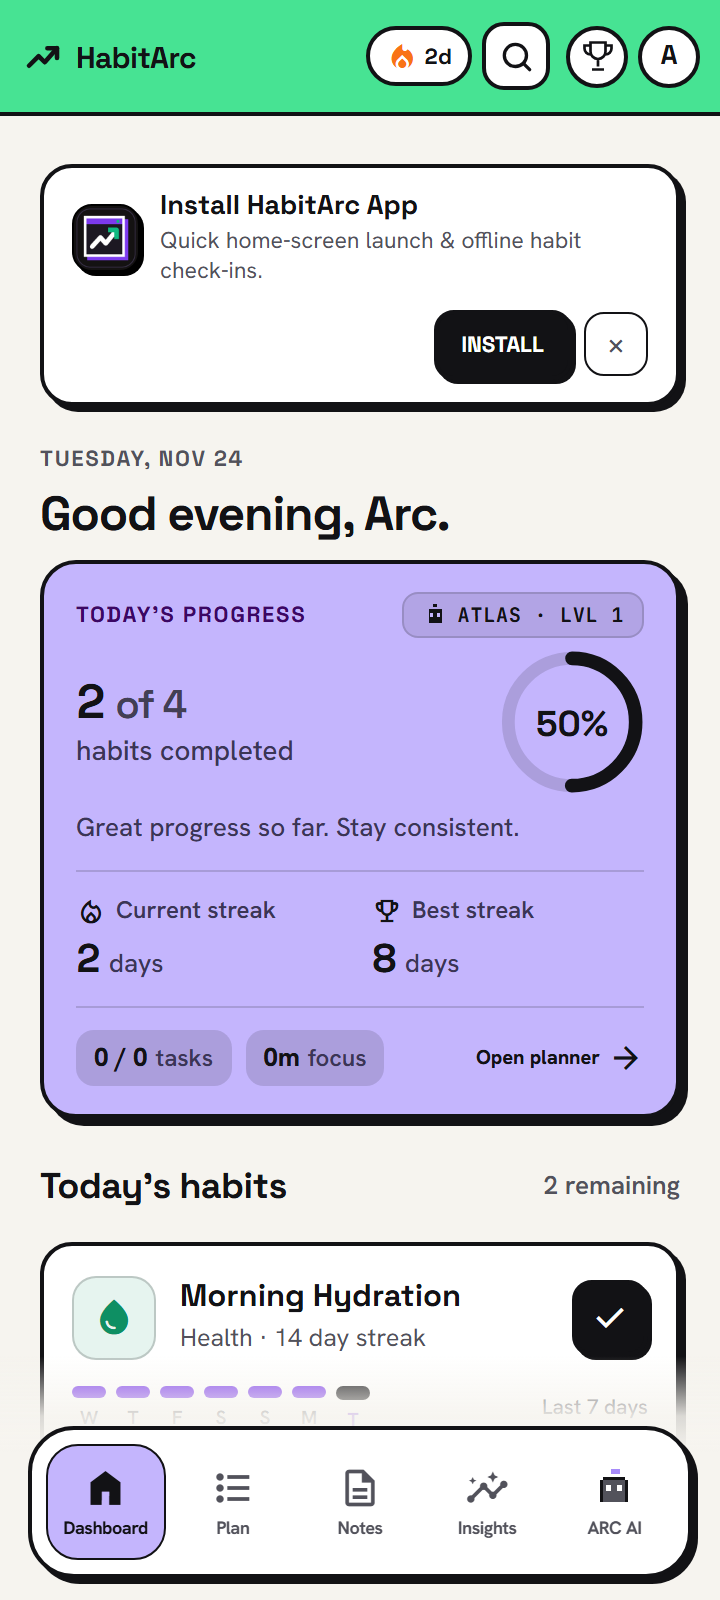 HabitArc
2d
A
Install HabitArc App
Quick home-screen launch & offline habit
check-ins.
INSTALL
×
TUESDAY, NOV 24
Good evening, Arc.
TODAY'S PROGRESS
ATLAS · LVL 1
2 of 4
habits completed
50%
Great progress so far. Stay consistent.
Current streak
2 days
Best streak
8 days
0 / 0 tasks
0m focus
Open planner
Today's habits
2 remaining
Morning Hydration
Health · 14 day streak
W T F S S M T
Last 7 days
Dashboard
Plan
Notes
Insights
ARC AI